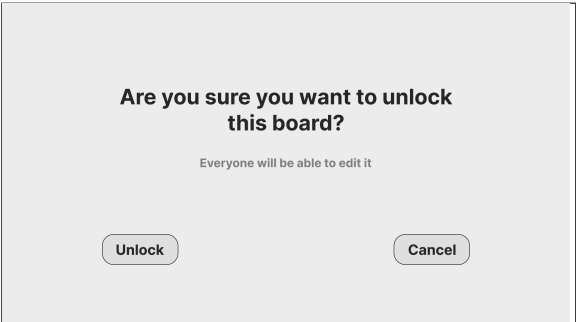 Are you sure you want to unlock
this board?
Everyone will be able to edit it
Unlock
Cancel